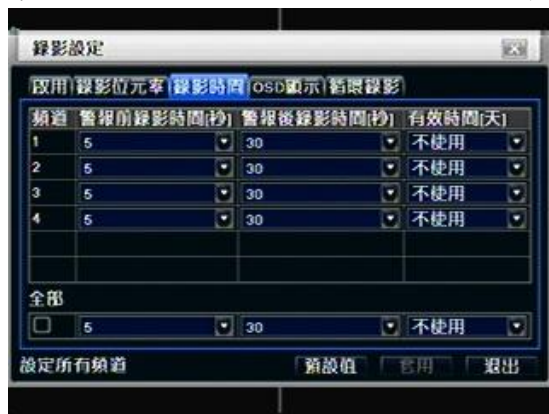 錄影設定
啟用 錄影位元率 錄影時間 OSD顯示 循環錄影
頻道 警報前錄影時間[秒] 警報後錄影時間[秒] 有效時間[天]
1 5 30 不使用
2 5 30 不使用
3 5 30 不使用
4 5 30 不使用
全部
5 30 不使用
設定所有頻道 預設值 套用 退出